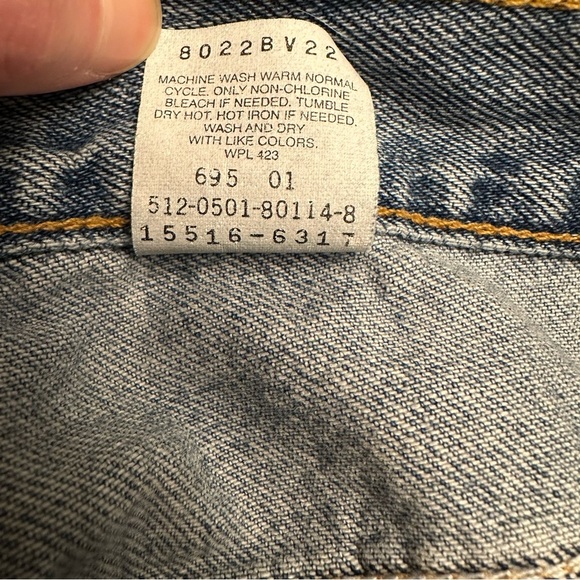 8022BV22
MACHINE WASH WARM NORMAL
CYCLE. ONLY NON-CHLORINE
BLEACH IF NEEDED. TUMBLE
DRY HOT. HOT IRON IF NEEDED.
WASH AND DRY
WITH LIKE COLORS.
WPL 423
695 01
512-0501-80114-8
15516-6317